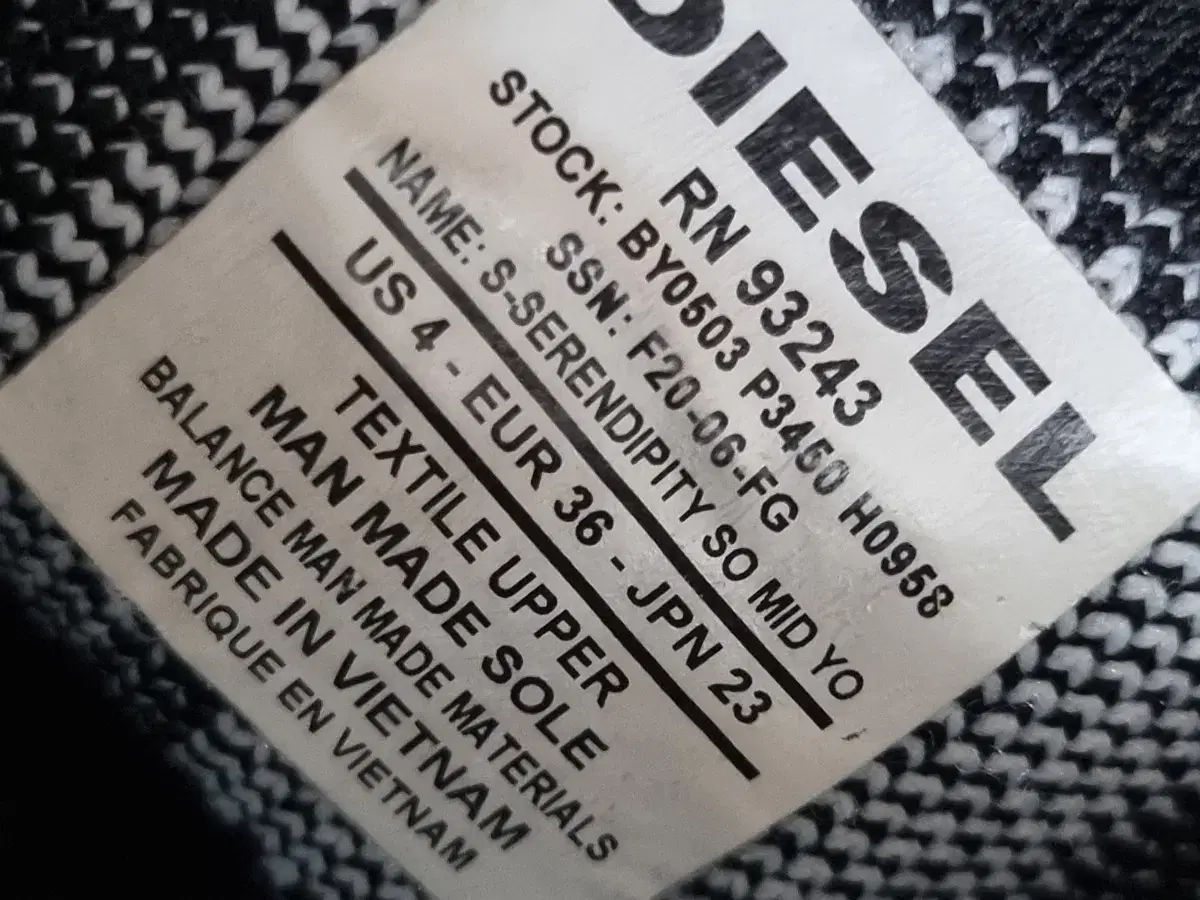 DIESEL
RN 93243
STOCK: BY0503 P3450 H0958
SSN: F20-06-FG
NAME: S-SERENDIPITY SO MID YO
US 4 - EUR 36 - JPN 23
TEXTILE UPPER
MAN MADE SOLE
BALANCE MAN MADE MATERIALS
MADE IN VIETNAM
FABRIQUE EN VIETNAM